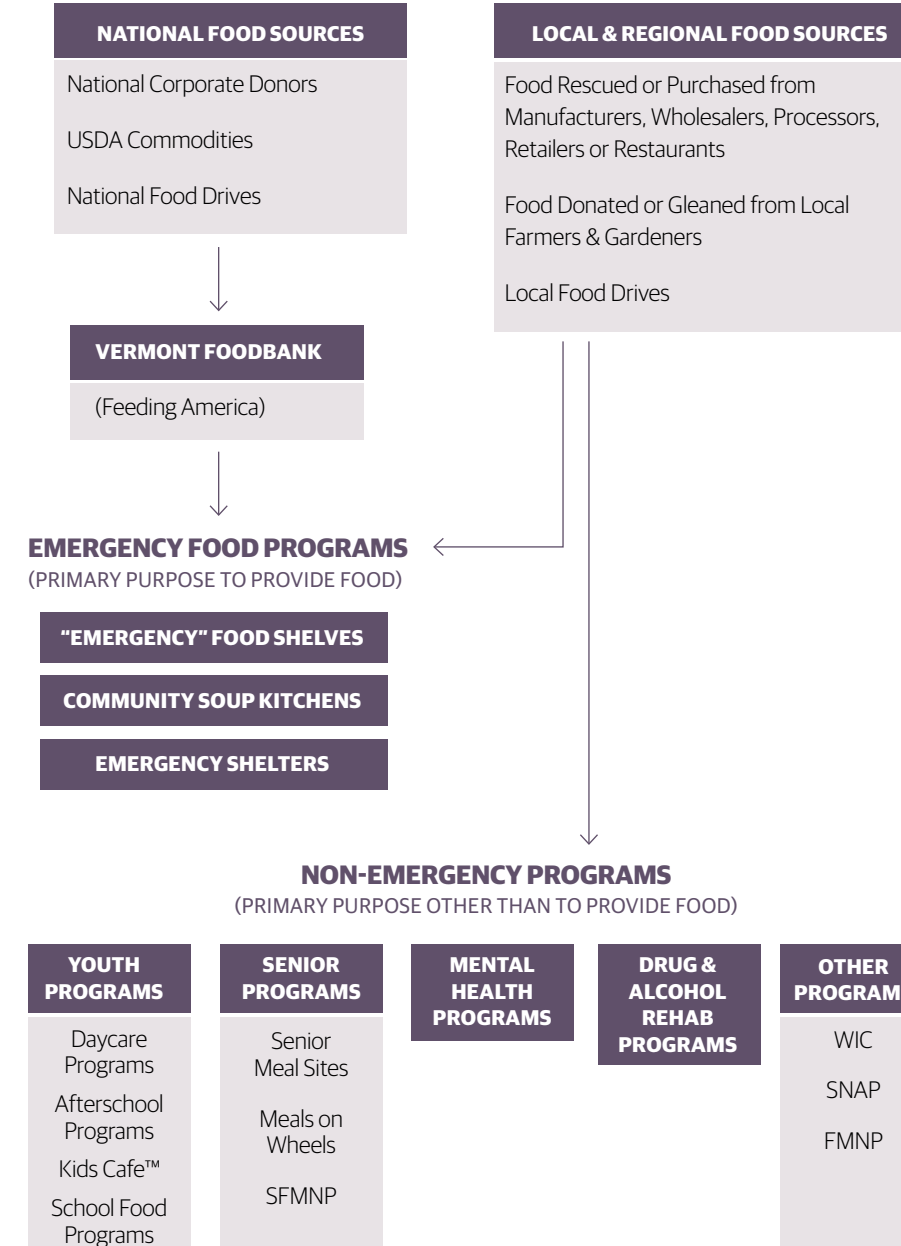 NATIONAL FOOD SOURCES
National Corporate Donors
USDA Commodities
National Food Drives
LOCAL & REGIONAL FOOD SOURCES
Food Rescued or Purchased from
Manufacturers, Wholesalers, Processors,
Retailers or Restaurants
Food Donated or Gleaned from Local
Farmers & Gardeners
Local Food Drives
VERMONT FOODBANK
(Feeding America)
EMERGENCY FOOD PROGRAMS
(PRIMARY PURPOSE TO PROVIDE FOOD)
“EMERGENCY” FOOD SHELVES
COMMUNITY SOUP KITCHENS
EMERGENCY SHELTERS
NON-EMERGENCY PROGRAMS
(PRIMARY PURPOSE OTHER THAN TO PROVIDE FOOD)
YOUTH
PROGRAMS
Daycare
Programs
Afterschool
Programs
Kids Cafe™
School Food
Programs
SENIOR
PROGRAMS
Senior
Meal Sites
Meals on
Wheels
SFMNP
MENTAL
HEALTH
PROGRAMS
DRUG &
ALCOHOL
REHAB
PROGRAMS
OTHER
PROGRAM
WIC
SNAP
FMNP